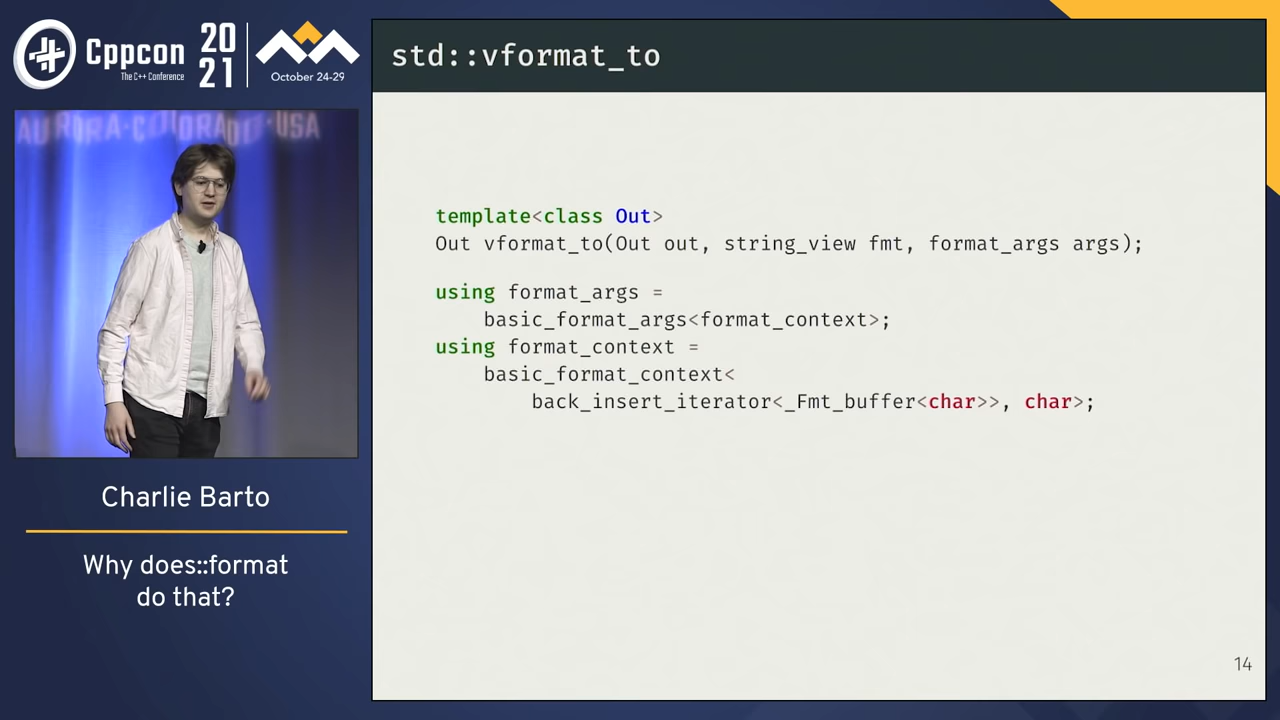 Cppcon
The C++ Conference
20
21
October 24-29
AURORA·COLORADO·USA
Charlie Barto
Why does::format
do that?
std::vformat_to
template<class Out>
Out vformat_to(Out out, string_view fmt, format_args args);
using format_args =
basic_format_args<format_context>;
using format_context =
basic_format_context<
back_insert_iterator<_Fmt_buffer<char>>, char>;
14